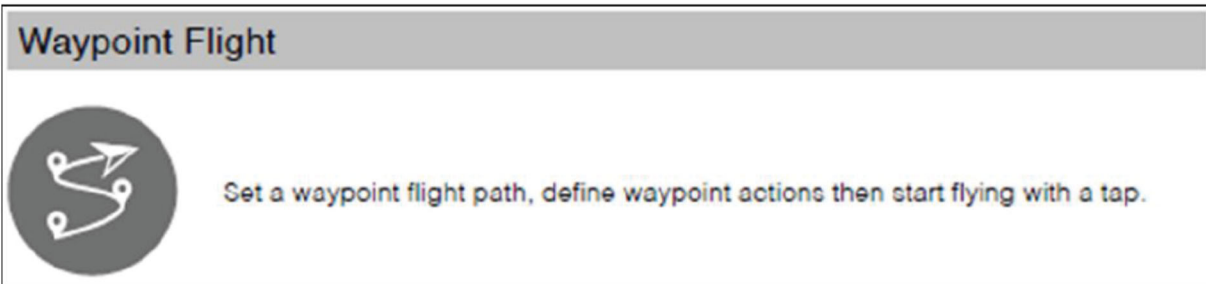 Waypoint Flight
Set a waypoint flight path, define waypoint actions then start flying with a tap.